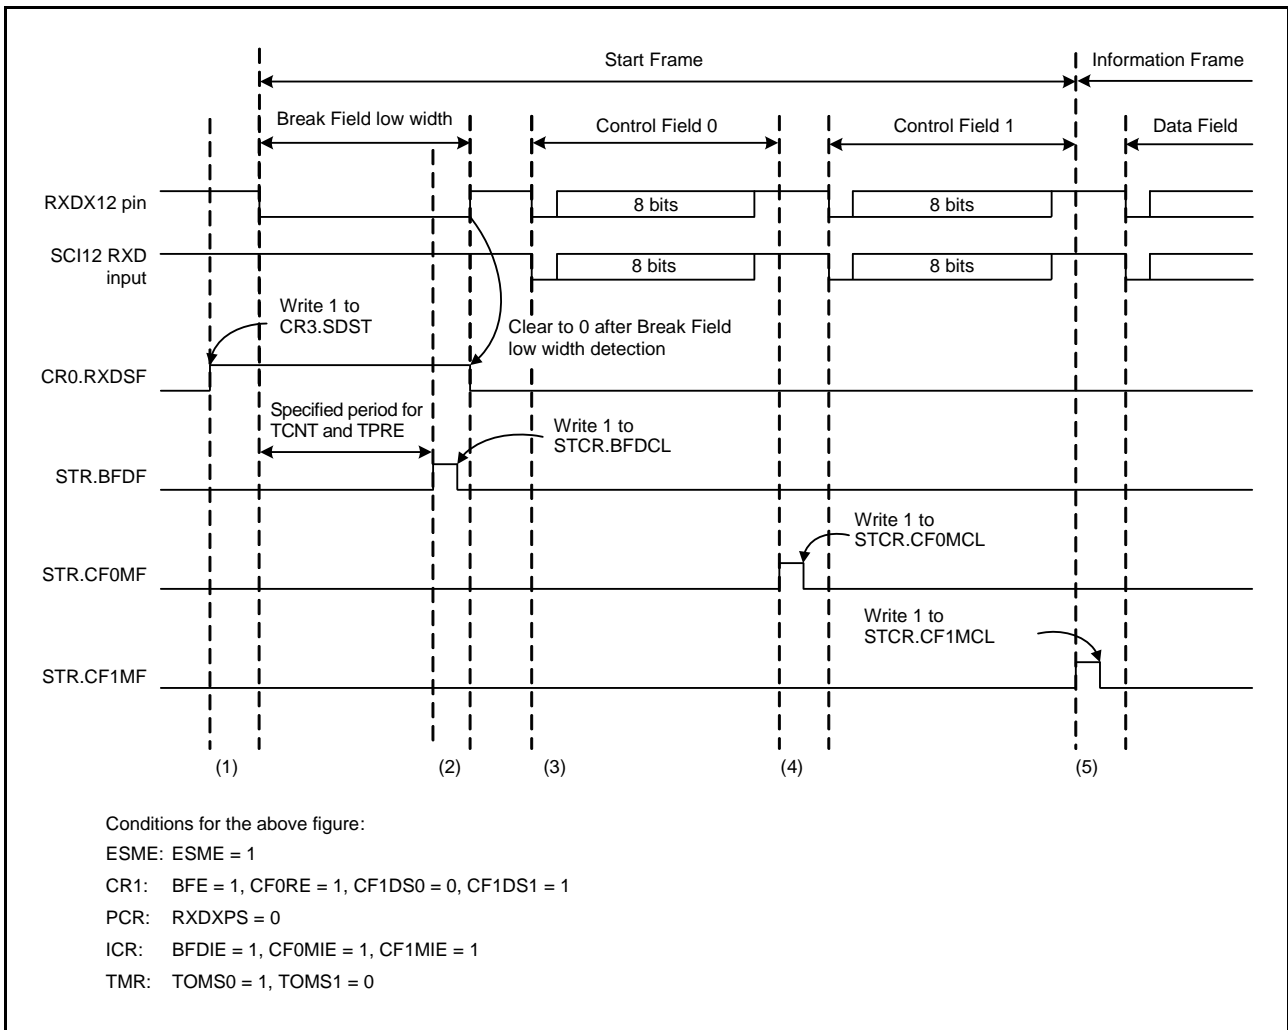 Start Frame
Information Frame
Break Field low width
Control Field 0
Control Field 1
Data Field
RXDX12 pin
8 bits
8 bits
SCI12 RXD
input
8 bits
8 bits
Write 1 to
CR3.SDST
Clear to 0 after Break Field
low width detection
CR0.RXDSF
Specified period for
TCNT and TPRE
Write 1 to
STCR.BFDCL
STR.BFDF
Write 1 to
STCR.CF0MCL
STR.CF0MF
Write 1 to
STCR.CF1MCL
STR.CF1MF
(1)
(2)
(3)
(4)
(5)
Conditions for the above figure:
ESME: ESME = 1
CR1: BFE = 1, CF0RE = 1, CF1DS0 = 0, CF1DS1 = 1
PCR: RXDXPS = 0
ICR: BFDIE = 1, CF0MIE = 1, CF1MIE = 1
TMR: TOMS0 = 1, TOMS1 = 0